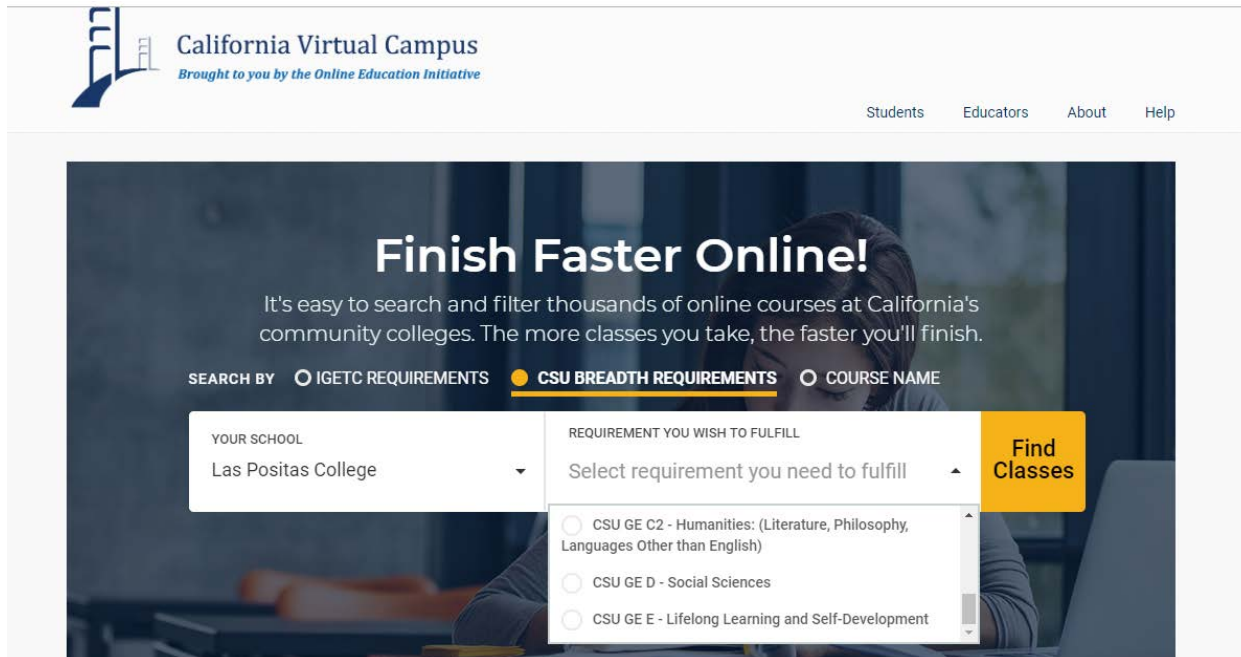 California Virtual Campus
Brought to you by the Online Education Initiative
Students Educators About Help
Finish Faster Online!
It's easy to search and filter thousands of online courses at California's
community colleges. The more classes you take, the faster you'll finish.
SEARCH BY IGETC REQUIREMENTS CSU BREADTH REQUIREMENTS COURSE NAME
YOUR SCHOOL
Las Positas College
REQUIREMENT YOU WISH TO FULFILL
Select requirement you need to fulfill
Find
Classes
CSU GE C2 - Humanities: (Literature, Philosophy,
Languages Other than English)
CSU GE D - Social Sciences
CSU GE E - Lifelong Learning and Self-Development